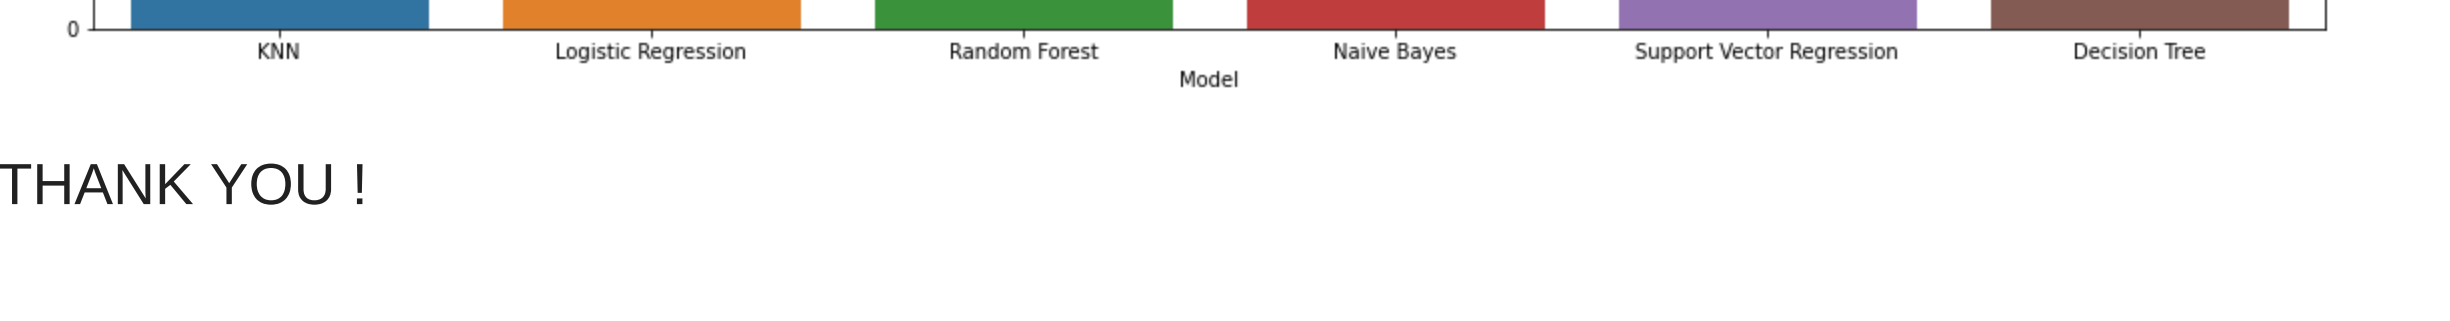 0
KNN Logistic Regression Random Forest Naive Bayes Support Vector Regression Decision Tree
Model
THANK YOU !